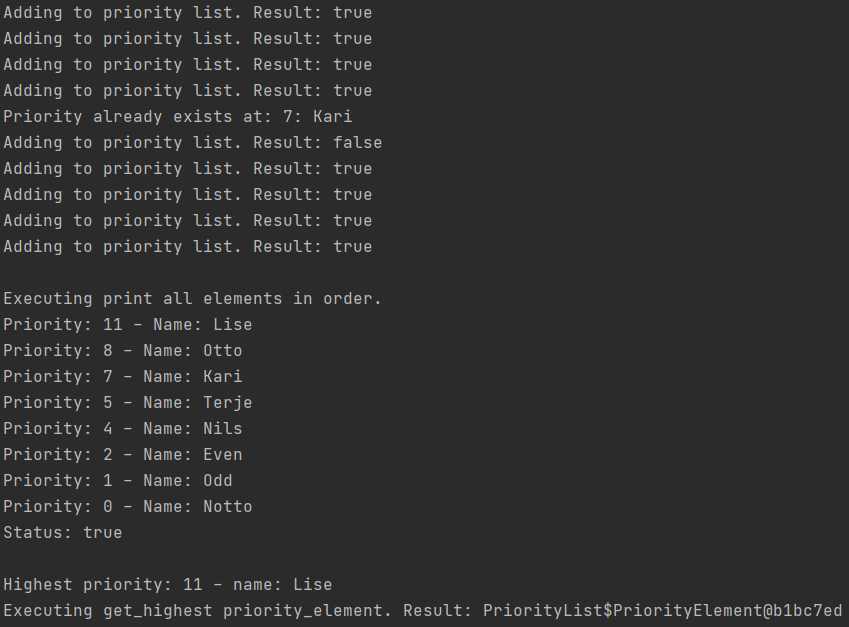 Adding to priority list. Result: true
Adding to priority list. Result: true
Adding to priority list. Result: true
Adding to priority list. Result: true
Priority already exists at: 7: Kari
Adding to priority list. Result: false
Adding to priority list. Result: true
Adding to priority list. Result: true
Adding to priority list. Result: true
Adding to priority list. Result: true
Executing print all elements in order.
Priority: 11 - Name: Lise
Priority: 8 - Name: Otto
Priority: 7 - Name: Kari
Priority: 5 - Name: Terje
Priority: 4 - Name: Nils
Priority: 2 - Name: Even
Priority: 1 - Name: Odd
Priority: 0 - Name: Notto
Status: true
Highest priority: 11 - name: Lise
Executing get_highest priority_element. Result: PriorityList$PriorityElement@b1bc7ed